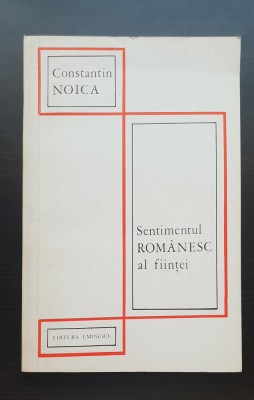 Constantin
NOICA
Sentimentul
ROMÂNESC
al ființei
EDITURA EMINESCU